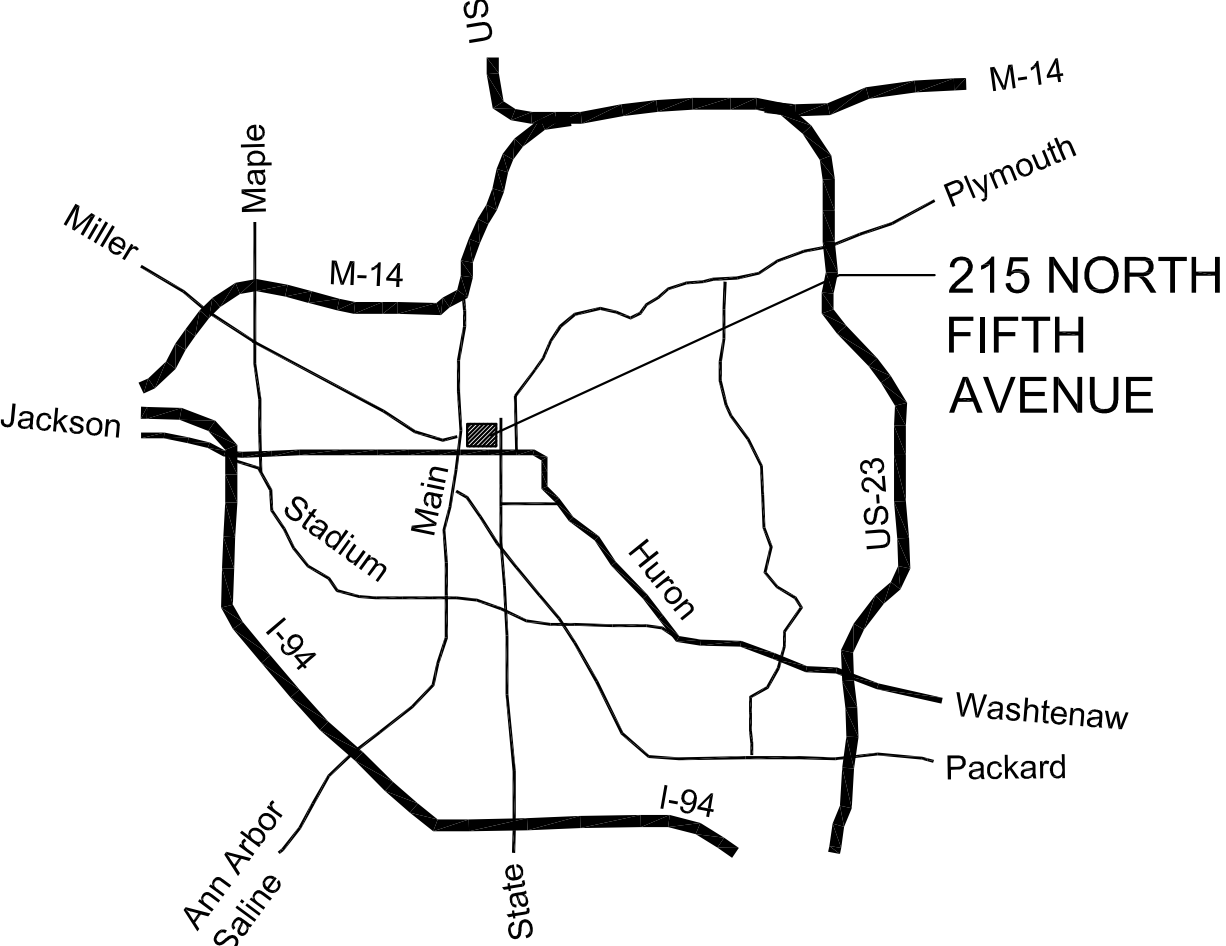 US
M-14
Maple
Plymouth
Miller
M-14
215 NORTH
FIFTH
AVENUE
Jackson
Main
US-23
Stadium
Huron
I-94
Washtenaw
Packard
I-94
Ann Arbor
Saline
State